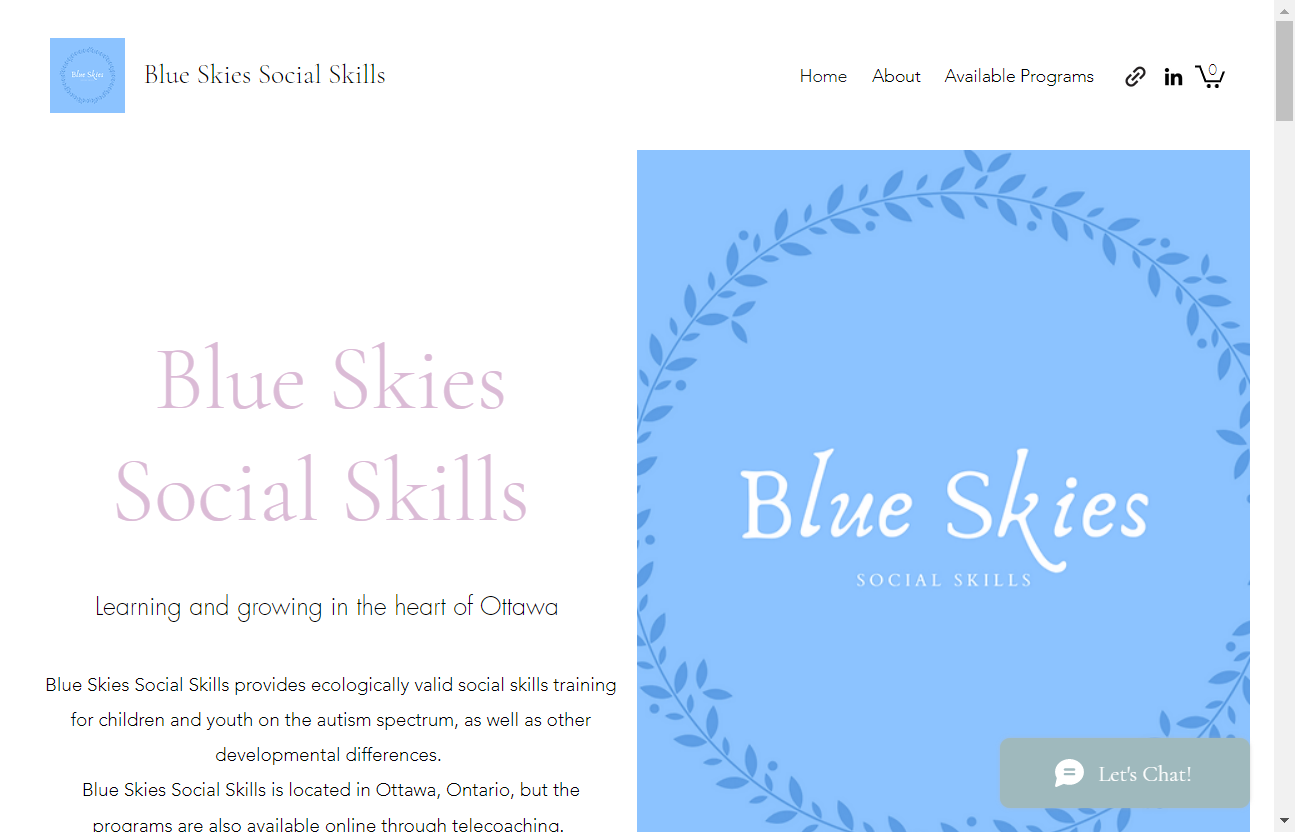 Blue Skies
Blue Skies Social Skills
Home
About
Available Programs
0
Blue Skies
Social Skills
Learning and growing in the heart of Ottawa
Blue Skies Social Skills provides ecologically valid social skills training
for children and youth on the autism spectrum, as well as other
developmental differences.
Blue Skies Social Skills is located in Ottawa, Ontario, but the
programs are also available online through telecoaching.
Blue Skies
SOCIAL SKILLS
Let's Chat!